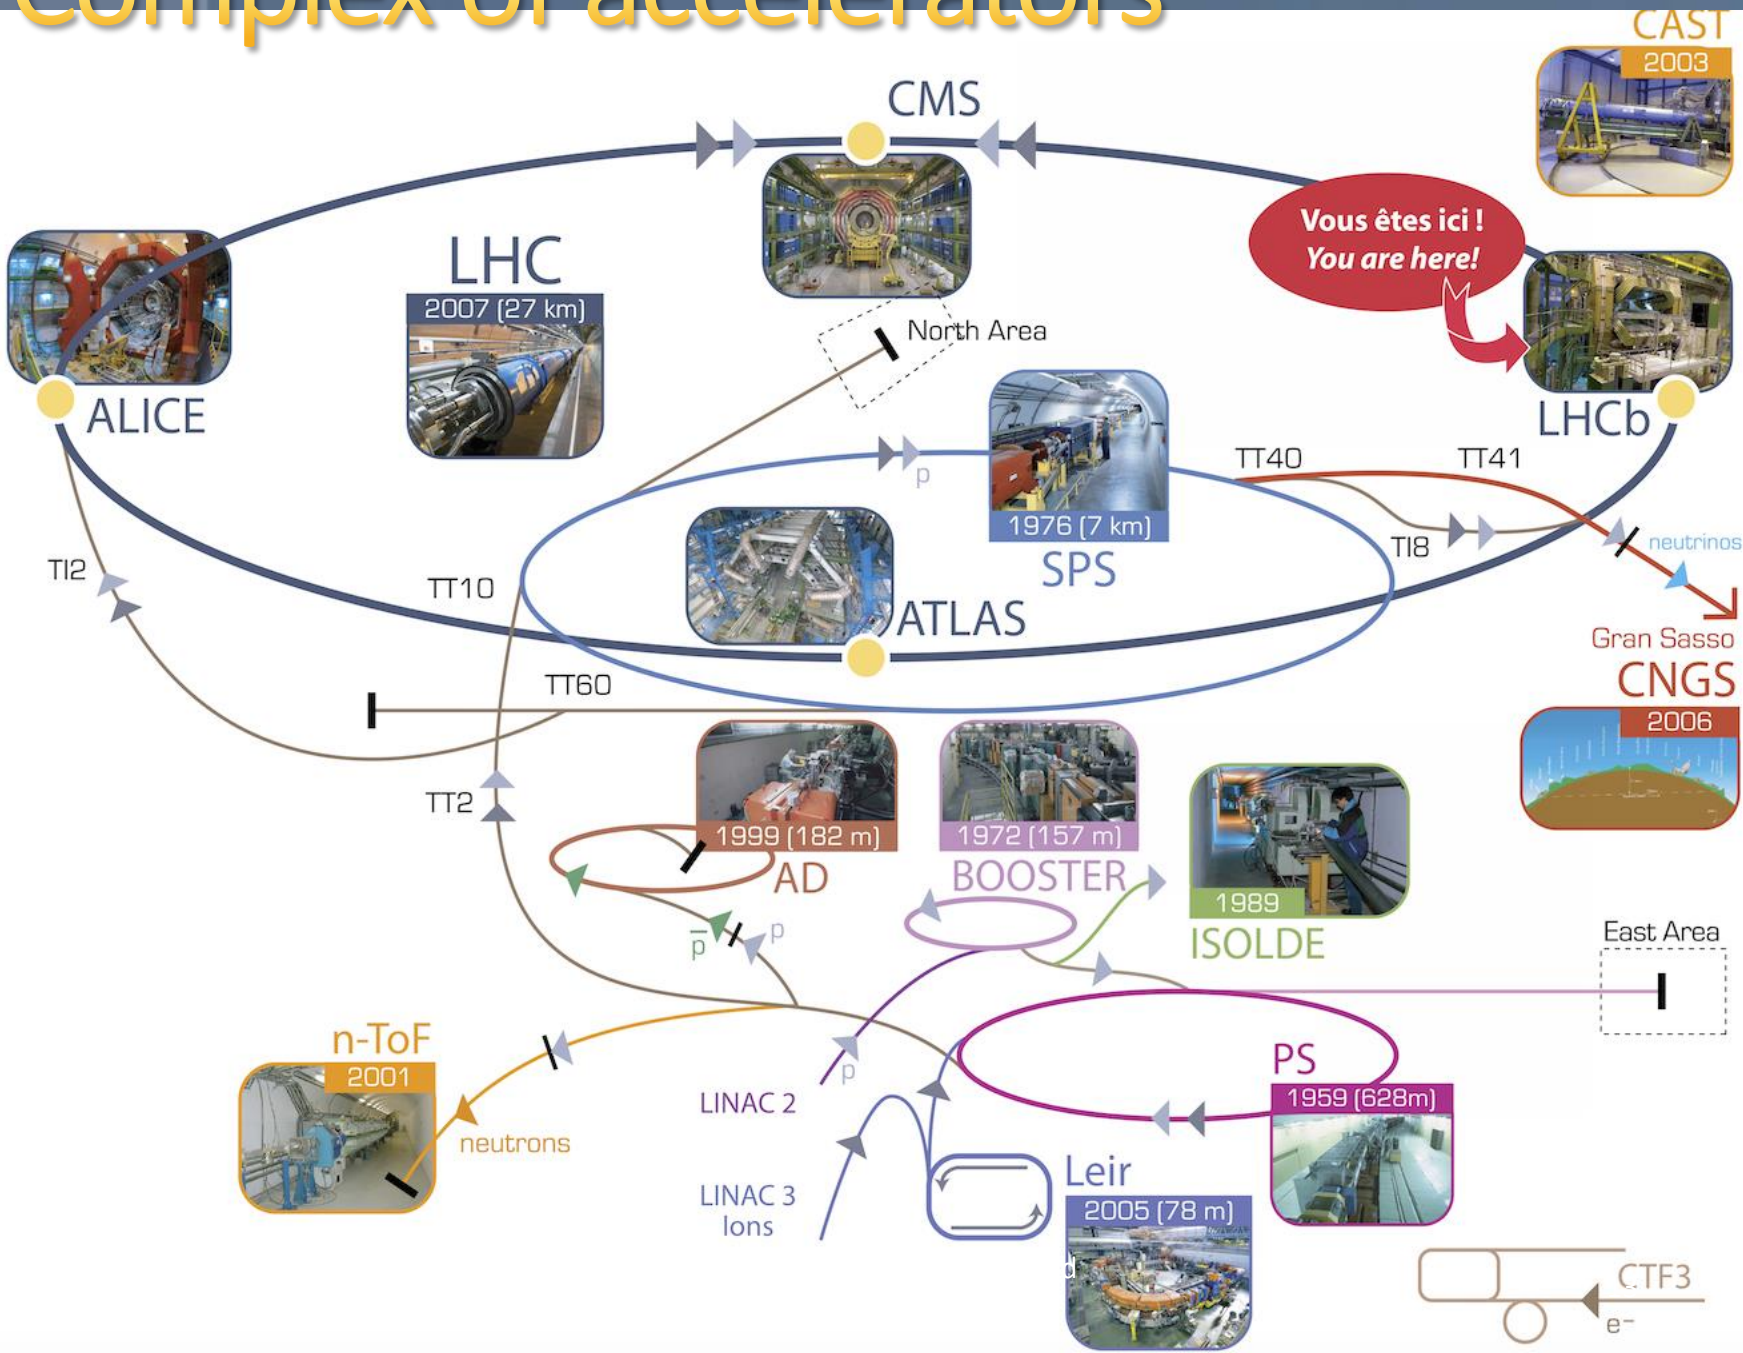 Complex of accelerators
CAST
2003
CMS
Vous êtes ici !
You are here!
LHC
2007 (27 km)
North Area
ALICE
LHCb
p
TT40
TT41
1976 (7 km)
SPS
TI8
neutrinos
TI2
TT10
ATLAS
Gran Sasso
CNGS
2006
TT60
TT2
1999 (182 m)
AD
1972 (157 m)
BOOSTER
1989
ISOLDE
p̅
p
East Area
n-ToF
2001
neutrons
p
LINAC 2
PS
1959 (628m)
LINAC 3
Ions
Leir
2005 (78 m)
d
CTF3
e−